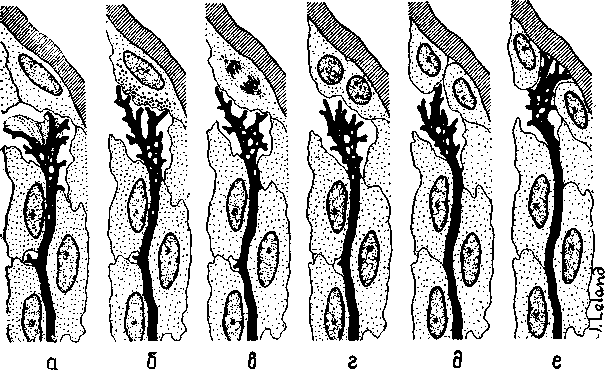 а б в г д е
J. Leland